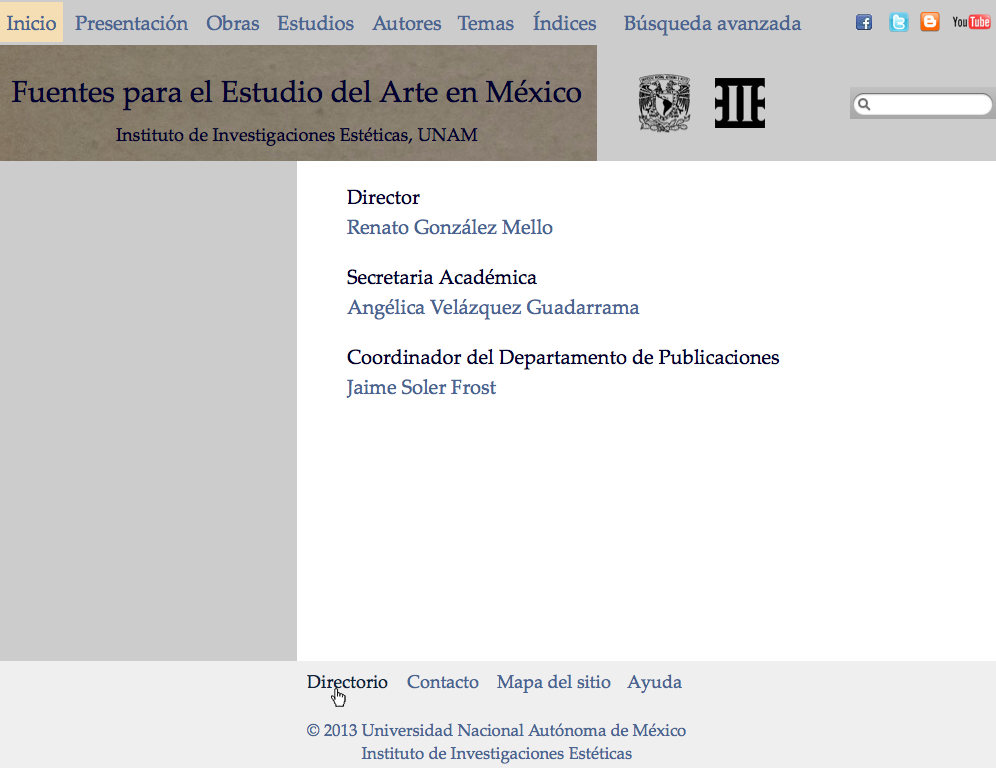 Inicio Presentación Obras Estudios Autores Temas Índices Búsqueda avanzada
You Tube
Fuentes para el Estudio del Arte en México
Instituto de Investigaciones Estéticas, UNAM
Director
Renato González Mello
Secretaria Académica
Angélica Velázquez Guadarrama
Coordinador del Departamento de Publicaciones
Jaime Soler Frost
Directorio Contacto Mapa del sitio Ayuda
© 2013 Universidad Nacional Autónoma de México
Instituto de Investigaciones Estéticas